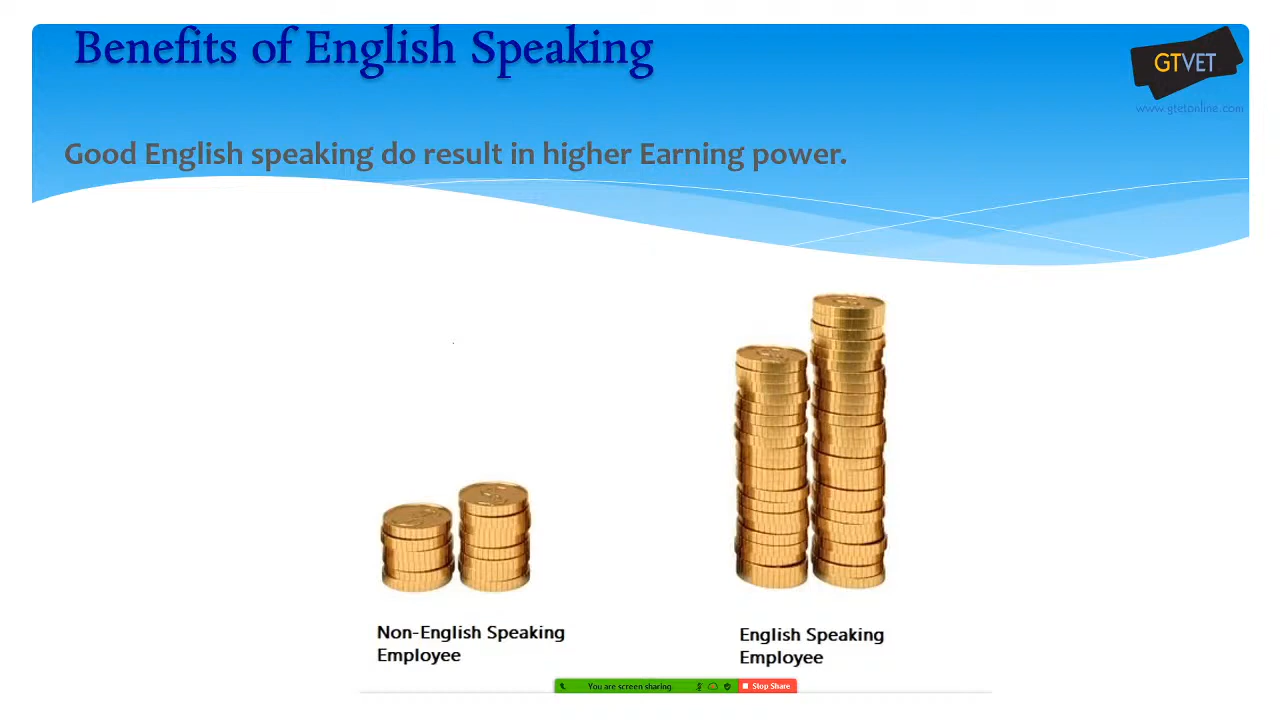 Benefits of English Speaking
GTVET
www.gtetonline.com
Good English speaking do result in higher Earning power.
Non-English Speaking
Employee
English Speaking
Employee
You are screen sharing
Stop Share